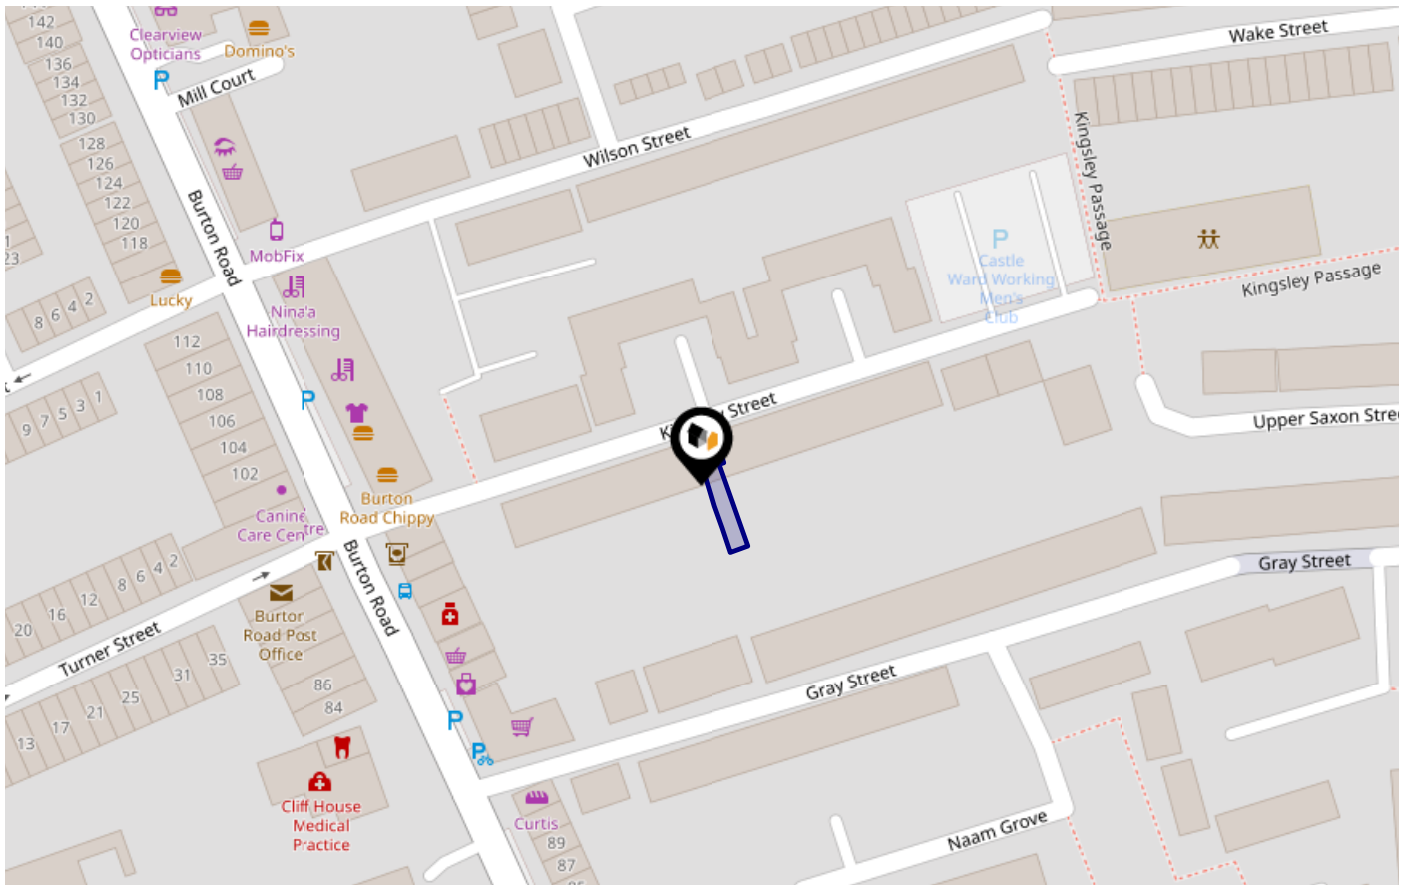 142
140
136
134
132
130
128
126
124
122
120
118
Clearview
Opticians
Domino's
P
Mill Court
Wake Street
Wilson Street
Kingsley Passage
Burton Road
MobFix
Lucky
23
8 6 4 2
Nina'a
Hairdressing
P
Castle
Ward Working
Men's
Club
Kingsley Passage
112
110
108
106
104
102
P
9 7 5 3 1
Street
Upper Saxon Stree
Burton
Road Chippy
Canine
Care Centre
Burton Road
8 6 4 2
12
16
20
Turner Street
Burton
Road Post
Office
Gray Street
35
31
25
21
17
13
86
84
Gray Street
P
P
Cliff House
Medical
Practice
Curtis
89
87
Naam Grove